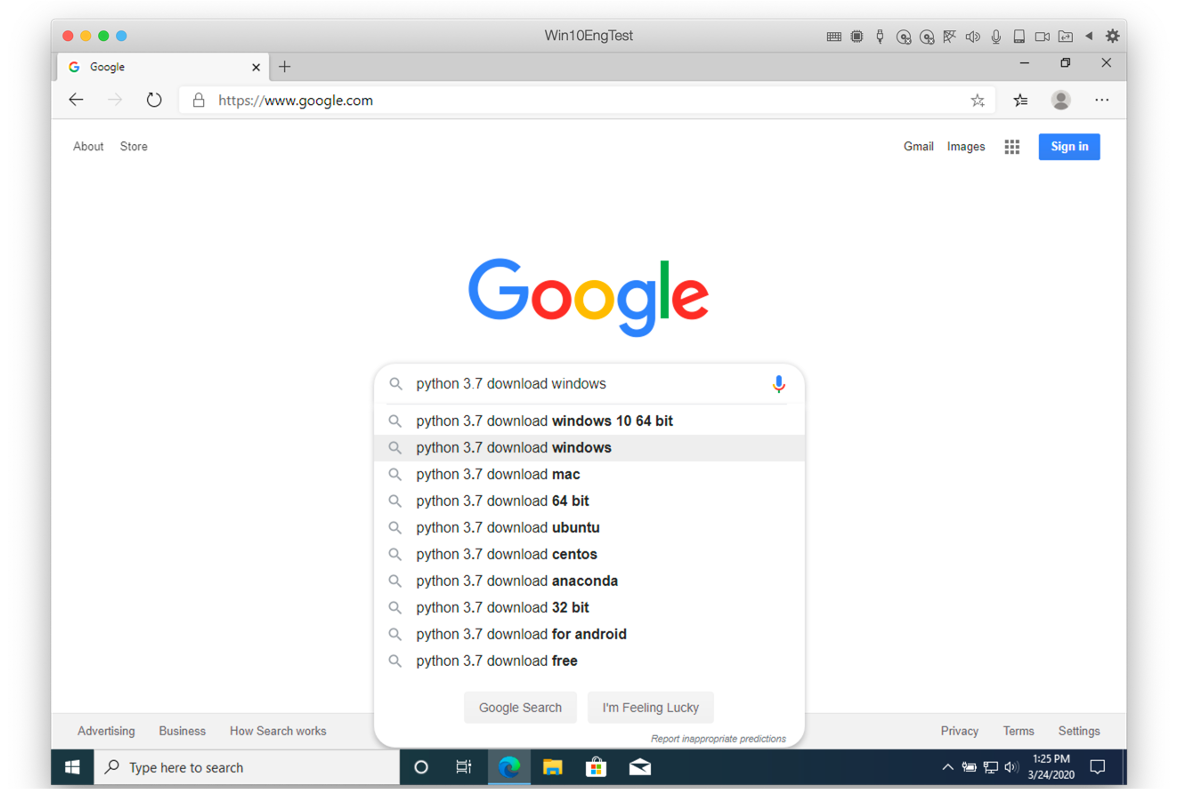 Win10EngTest
Google
https://www.google.com
About Store
Gmail Images Sign in
Google
python 3.7 download windows
python 3.7 download windows 10 64 bit
python 3.7 download windows
python 3.7 download mac
python 3.7 download 64 bit
python 3.7 download ubuntu
python 3.7 download centos
python 3.7 download anaconda
python 3.7 download 32 bit
python 3.7 download for android
python 3.7 download free
Google Search I'm Feeling Lucky
Report inappropriate predictions
Advertising Business How Search works
Privacy Terms Settings
Type here to search
1:25 PM
3/24/2020